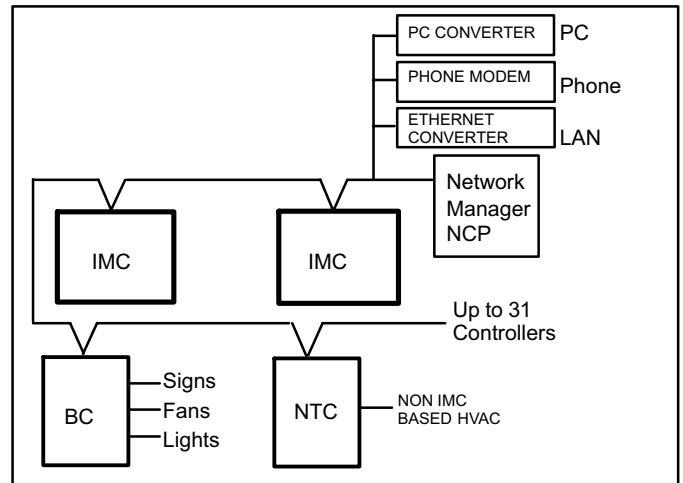 PC CONVERTER
PC
PHONE MODEM
Phone
ETHERNET
CONVERTER
LAN
Network
Manager
NCP
IMC
IMC
Up to 31
Controllers
BC
Signs
Fans
Lights
NTC
NON IMC
BASED HVAC